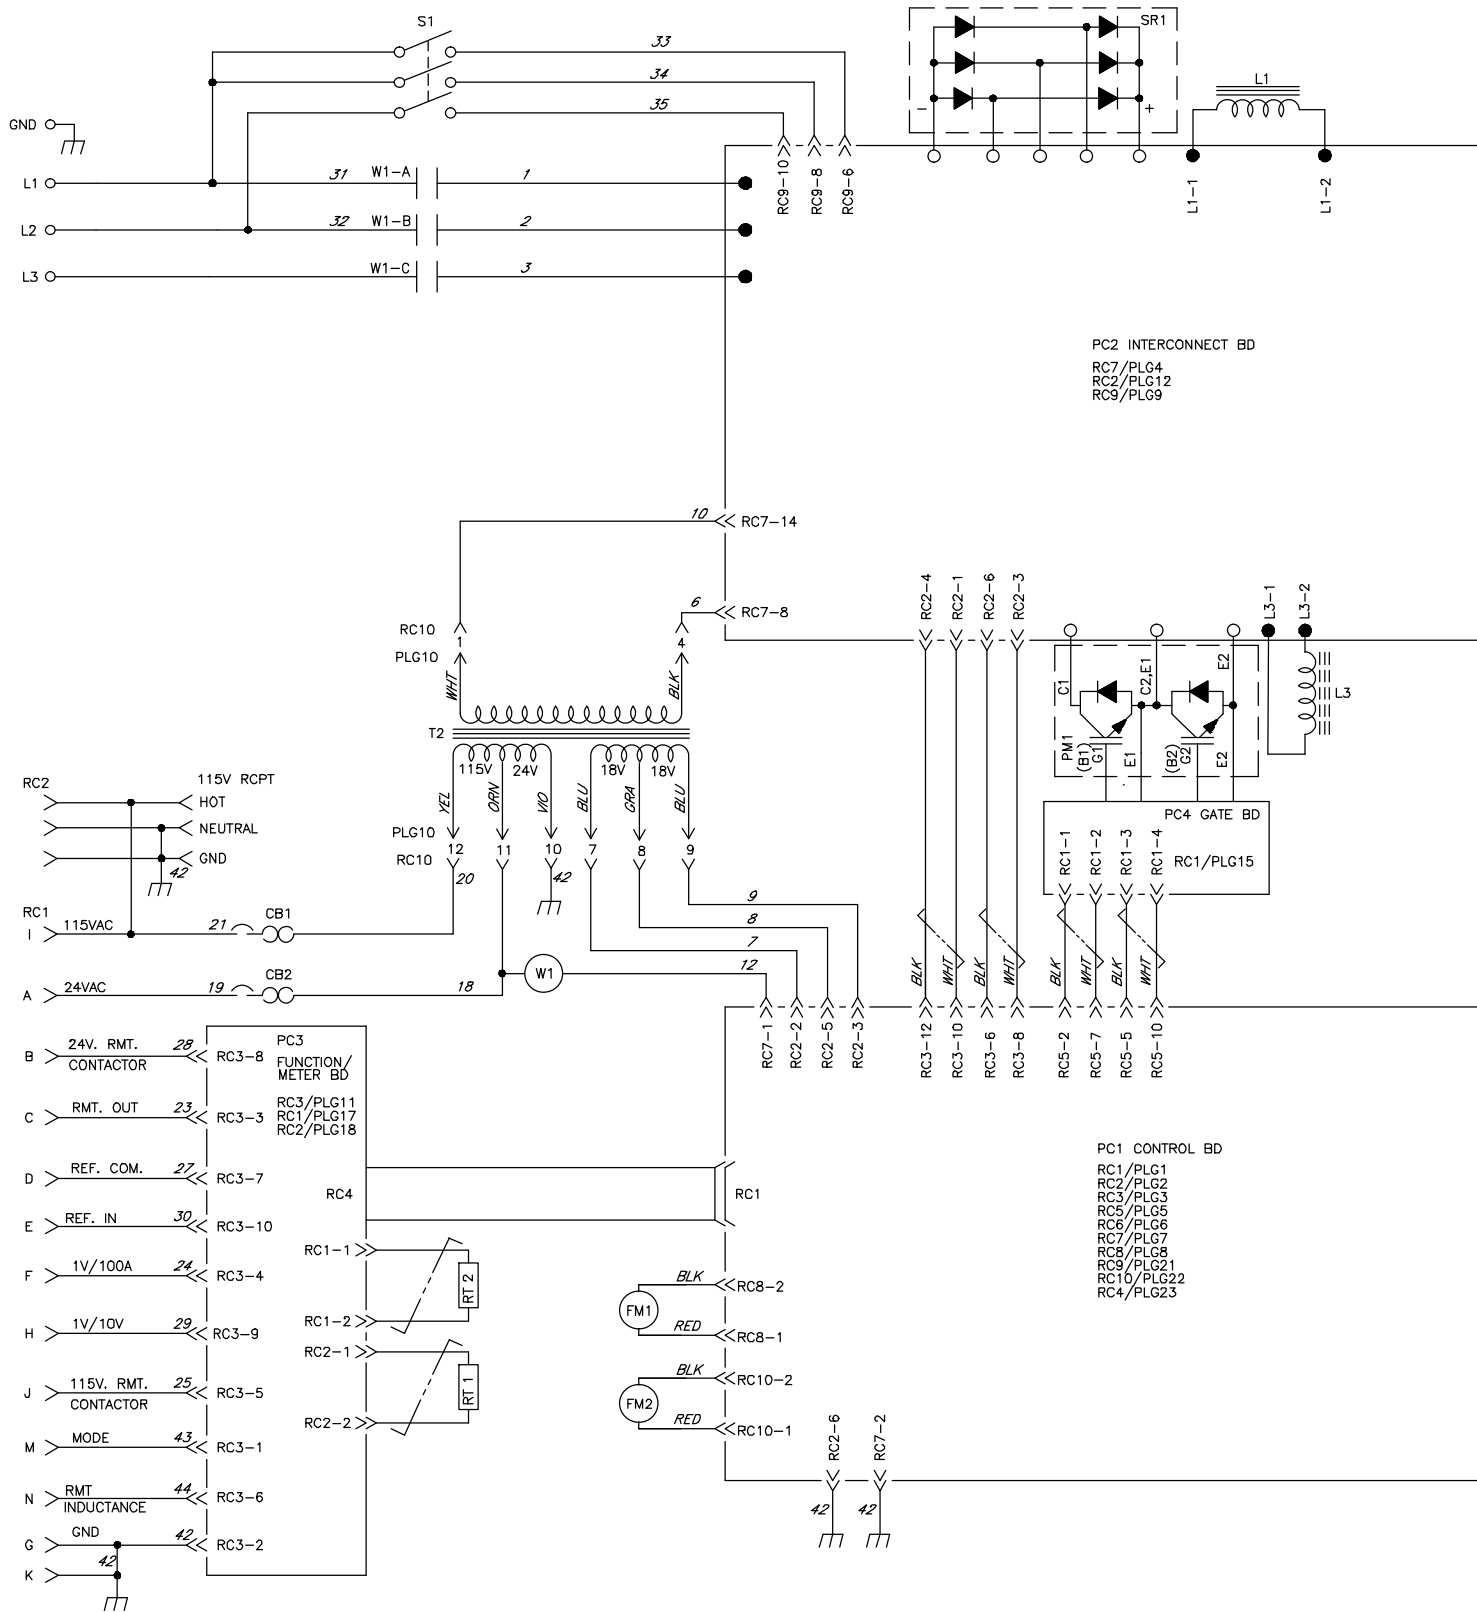 S1
33
34
35
SR1
-
+
L1
GND
RC9-10
RC9-8
RC9-6
L1-1
L1-2
L1
31
W1-A
1
L2
32
W1-B
2
L3
W1-C
3
PC2 INTERCONNECT BD
RC7/PLG4
RC2/PLG12
RC9/PLG9
10
RC7-14
6
RC7-8
RC10
1
PLG10
WHT
4
BLK
T2
115V
24V
18V
18V
YEL
ORN
VIO
BLU
GRA
BLU
PLG10
RC10
12
11
10
7
8
9
20
42
RC2-4
RC2-1
RC2-6
RC2-3
L3-1
L3-2
L3
C1
C2,E1
E2
PM1
(B1)
G1
E1
(B2)
G2
E2
PC4 GATE BD
RC1-1
RC1-2
RC1-3
RC1-4
RC1/PLG15
RC2
115V RCPT
HOT
NEUTRAL
GND
42
RC1
I
115VAC
21
CB1
A
24VAC
19
CB2
18
W1
9
8
7
12
BLK
WHT
BLK
WHT
BLK
WHT
BLK
WHT
RC7-1
RC2-2
RC2-5
RC2-3
RC3-12
RC3-10
RC3-6
RC3-8
RC5-2
RC5-7
RC5-5
RC5-10
PC3
FUNCTION/
METER BD
RC3/PLG11
RC1/PLG17
RC2/PLG18
B
24V. RMT.
CONTACTOR
28
RC3-8
C
RMT. OUT
23
RC3-3
D
REF. COM.
27
RC3-7
E
REF. IN
30
RC3-10
F
1V/100A
24
RC3-4
H
1V/10V
29
RC3-9
J
115V. RMT.
CONTACTOR
25
RC3-5
M
MODE
43
RC3-1
N
RMT
INDUCTANCE
44
RC3-6
G
GND
42
RC3-2
K
42
RC4
RC1
RC1-1
RC1-2
RT 2
RC2-1
RC2-2
RT 1
FM1
BLK
RC8-2
RED
RC8-1
FM2
BLK
RC10-2
RED
RC10-1
PC1 CONTROL BD
RC1/PLG1
RC2/PLG2
RC3/PLG3
RC5/PLG5
RC6/PLG6
RC7/PLG7
RC8/PLG8
RC9/PLG21
RC10/PLG22
RC4/PLG23
RC2-6
RC7-2
42
42